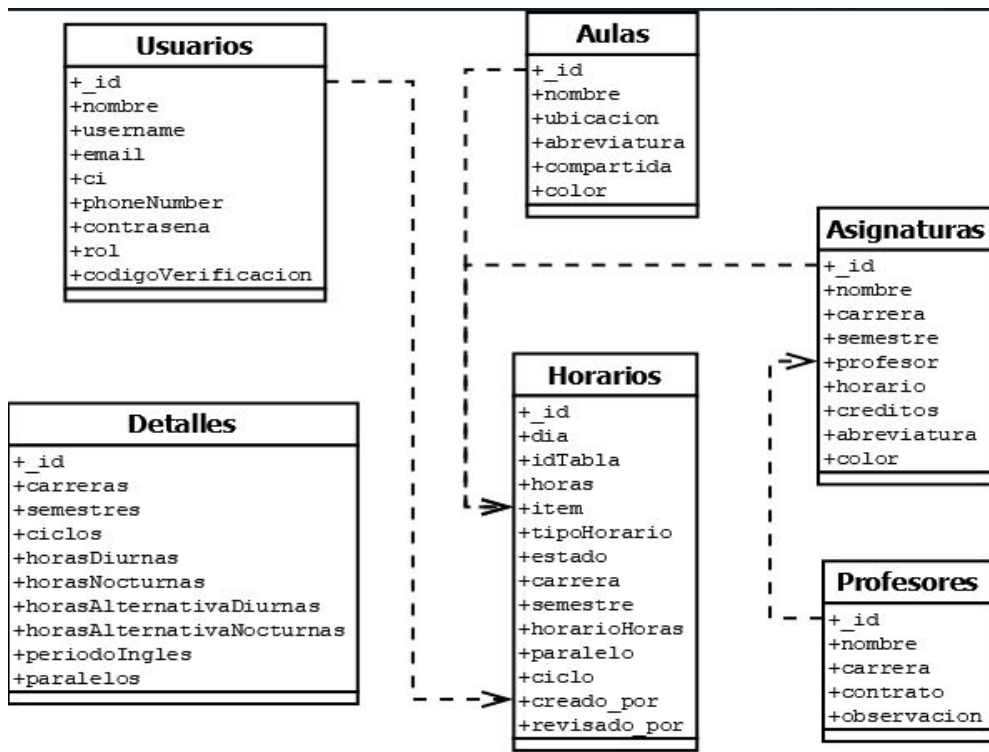 Usuarios
+_id
+nombre
+username
+email
+ci
+phoneNumber
+contrasena
+rol
+codigoVerificacion
Aulas
+_id
+nombre
+ubicacion
+abreviatura
+compartida
+color
Asignaturas
+_id
+nombre
+carrera
+semestre
+profesor
+horario
+creditos
+abreviatura
+color
Detalles
+_id
+carreras
+semestres
+ciclos
+horasDiurnas
+horasNocturnas
+horasAlternativaDiurnas
+horasAlternativaNocturnas
+periodoIngles
+paralelos
Horarios
+_id
+dia
+idTabla
+horas
+item
+tipoHorario
+estado
+carrera
+semestre
+horarioHoras
+paralelo
+ciclo
+creado_por
+revisado_por
Profesores
+_id
+nombre
+carrera
+contrato
+observacion